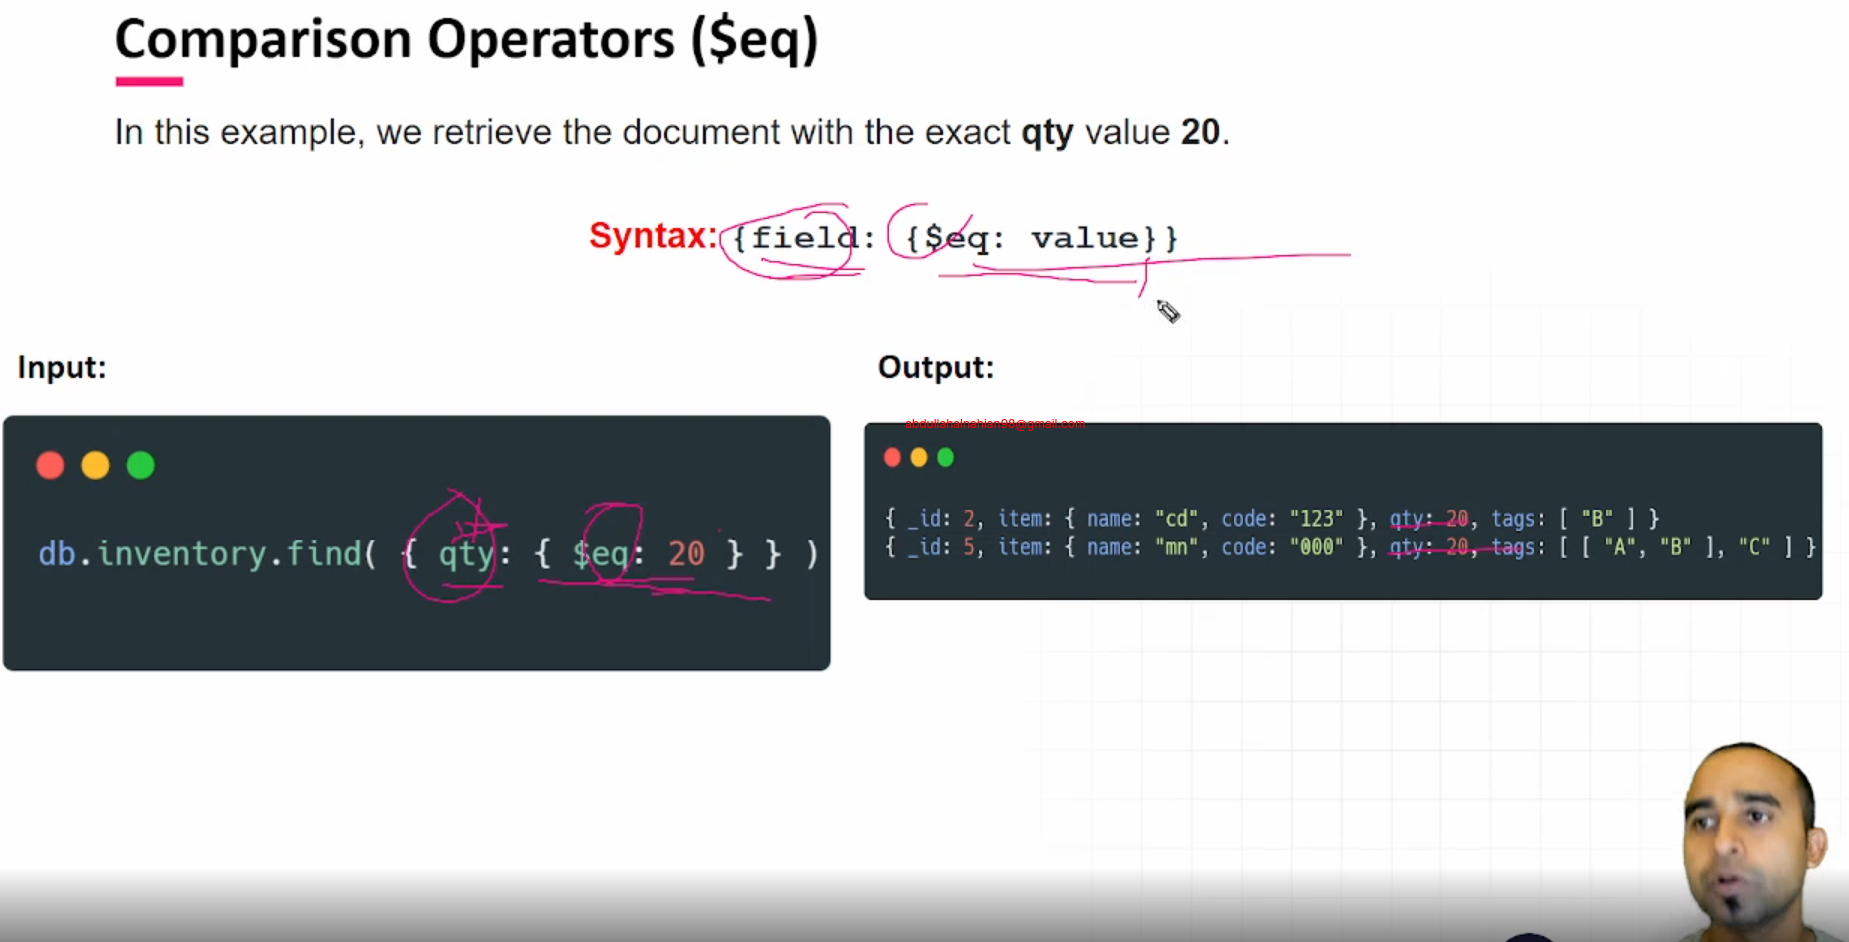 Comparison Operators ($eq)
In this example, we retrieve the document with the exact qty value 20.
Syntax: {field: {$eq: value}}
Input:
db.inventory.find( { qty: { $eq: 20 } } )
Output:
abdullahalnahian98@gmail.com
{ _id: 2, item: { name: "cd", code: "123" }, qty: 20, tags: [ "B" ] }
{ _id: 5, item: { name: "mn", code: "000" }, qty: 20, tags: [ [ "A", "B" ], "C" ] }